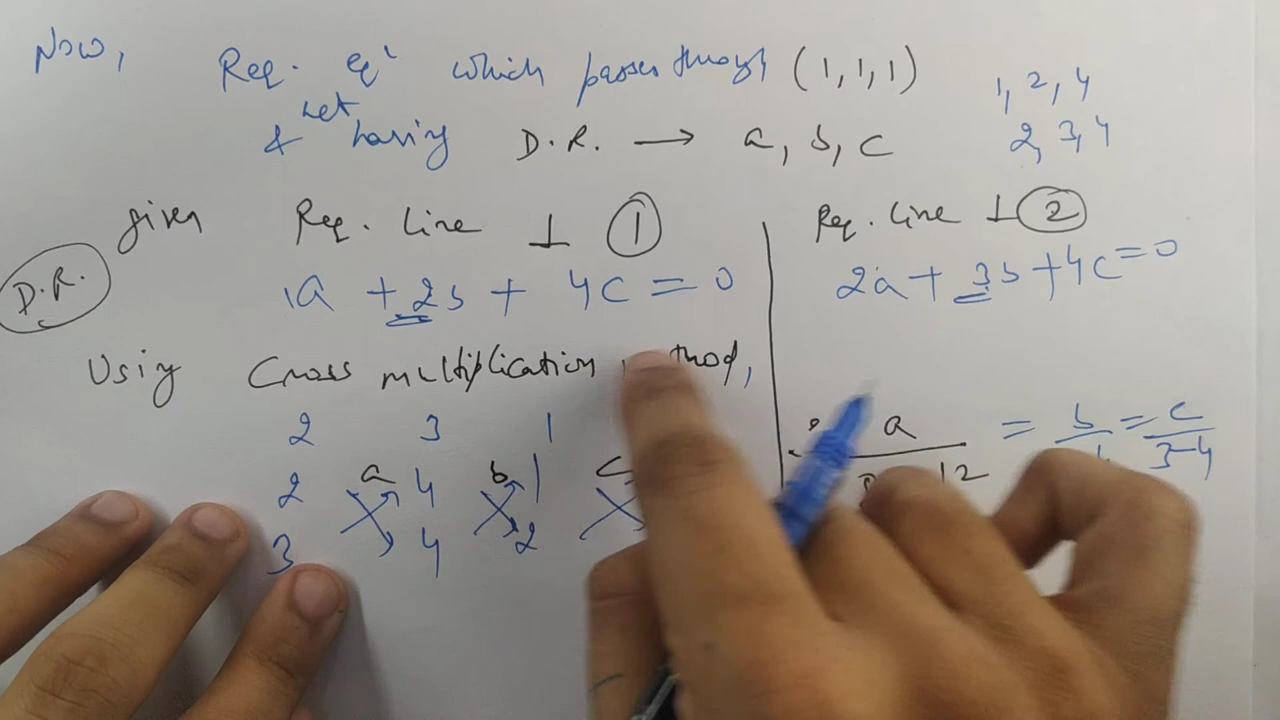 Now, Req. eqⁿ which passes through (1,1,1)
& let having D.R. → a, b, c
1, 2, 4
2, 3, 4
D.R.
given Req. line ⊥ ①
1a + 2b + 4c = 0
Req. line ⊥ ②
2a + 3b + 4c = 0
Using Cross multiplication
2 3 1
2 a 4 b 1 c
3 4 2
a = b = c
12 3-4